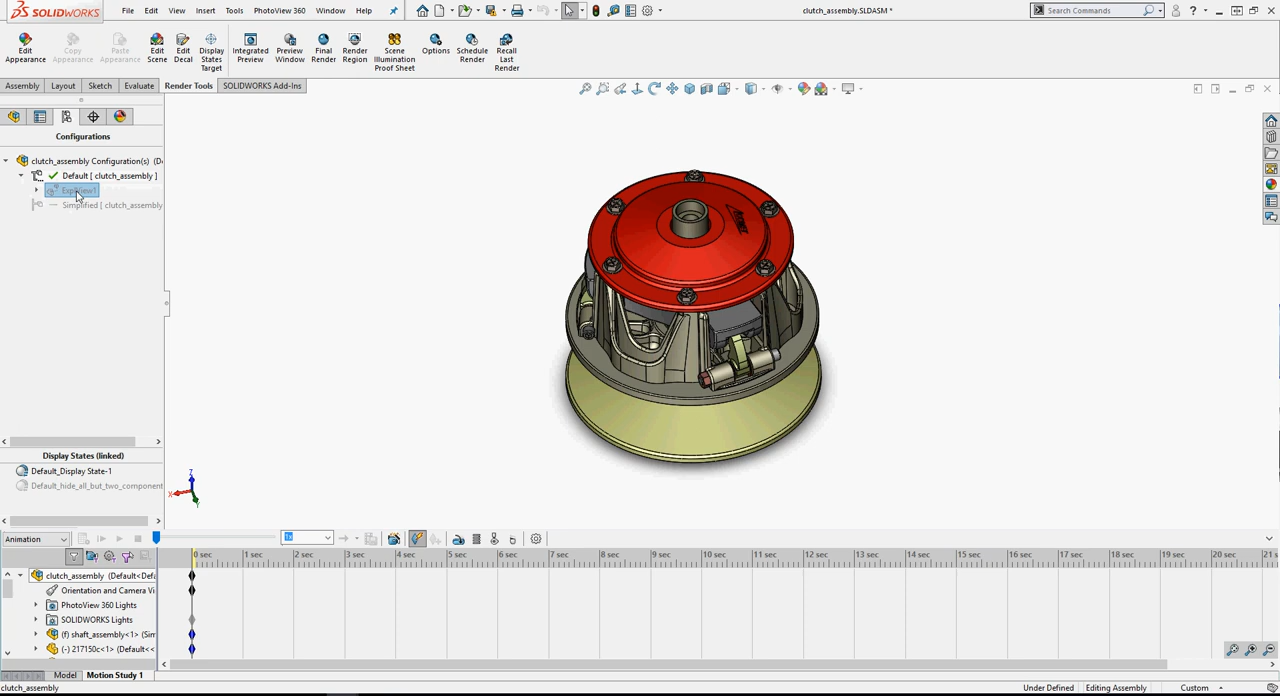 SOLIDWORKS
File Edit View Insert Tools PhotoView 360 Window Help
clutch_assembly.SLDASM *
Search Commands
Edit Appearance
Copy Appearance
Paste Appearance
Edit Scene
Edit Decal
Display States Target
Integrated Preview
Preview Window
Final Render
Render Region
Scene Illumination Proof Sheet
Options
Schedule Render
Recall Last Render
Assembly Layout Sketch Evaluate Render Tools SOLIDWORKS Add-Ins
Configurations
clutch_assembly Configuration(s) (D
Default [ clutch_assembly ]
ExplView1
Simplified [ clutch_assembly
Display States (linked)
Default_Display State-1
Default_hide_all_but_two_component
Z
X
Y
Animation
1x
0 sec 1 sec 2 sec 3 sec 4 sec 5 sec 6 sec 7 sec 8 sec 9 sec 10 sec 11 sec 12 sec 13 sec 14 sec 15 sec 16 sec 17 sec 18 sec 19 sec 20 sec 21 s
clutch_assembly (Default<Defa
Orientation and Camera Vi
PhotoView 360 Lights
SOLIDWORKS Lights
(f) shaft_assembly<1> (Sim
(-) 217150c<1> (Default<<
Model Motion Study 1
clutch_assembly
Under Defined Editing Assembly Custom